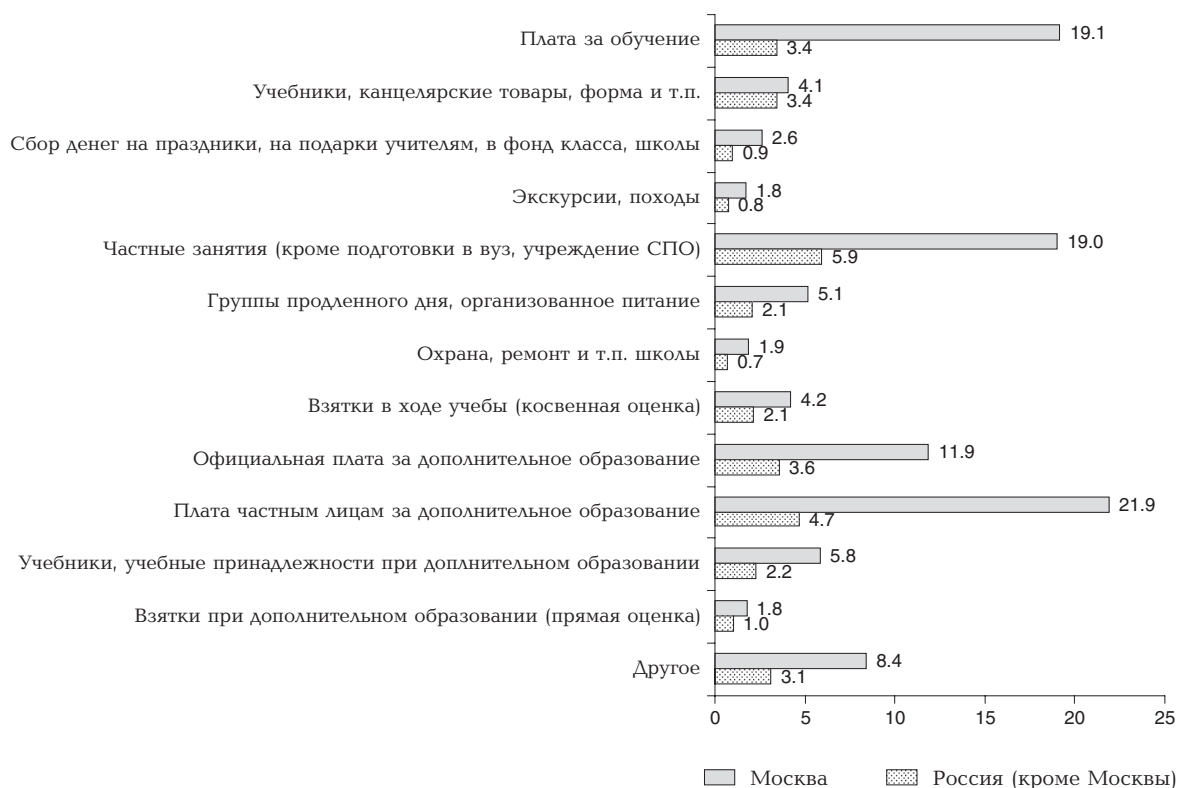 Плата за обучение
19.1
3.4
Учебники, канцелярские товары, форма и т.п.
4.1
3.4
Сбор денег на праздники, на подарки учителям, в фонд класса, школы
2.6
0.9
Экскурсии, походы
1.8
0.8
Частные занятия (кроме подготовки в вуз, учреждение СПО)
19.0
5.9
Группы продленного дня, организованное питание
5.1
2.1
Охрана, ремонт и т.п. школы
1.9
0.7
Взятки в ходе учебы (косвенная оценка)
4.2
2.1
Официальная плата за дополнительное образование
11.9
3.6
Плата частным лицам за дополнительное образование
21.9
4.7
Учебники, учебные принадлежности при доплнительном образовании
5.8
2.2
Взятки при дополнительном образовании (прямая оценка)
1.8
1.0
Другое
8.4
3.1
0 5 10 15 20 25
Москва Россия (кроме Москвы)